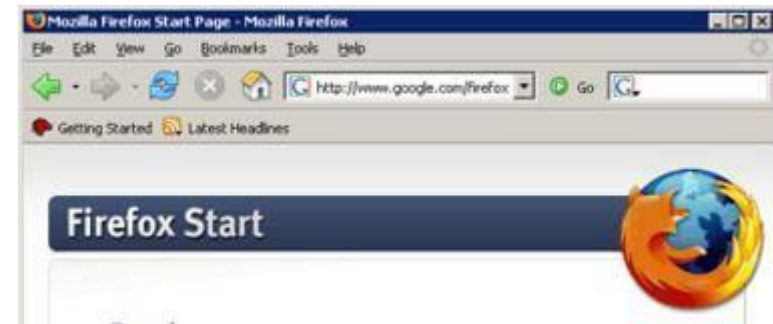 Mozilla Firefox Start Page - Mozilla Firefox
File Edit View Go Bookmarks Tools Help
http://www.google.com/firefox Go
Getting Started Latest Headlines
Firefox Start